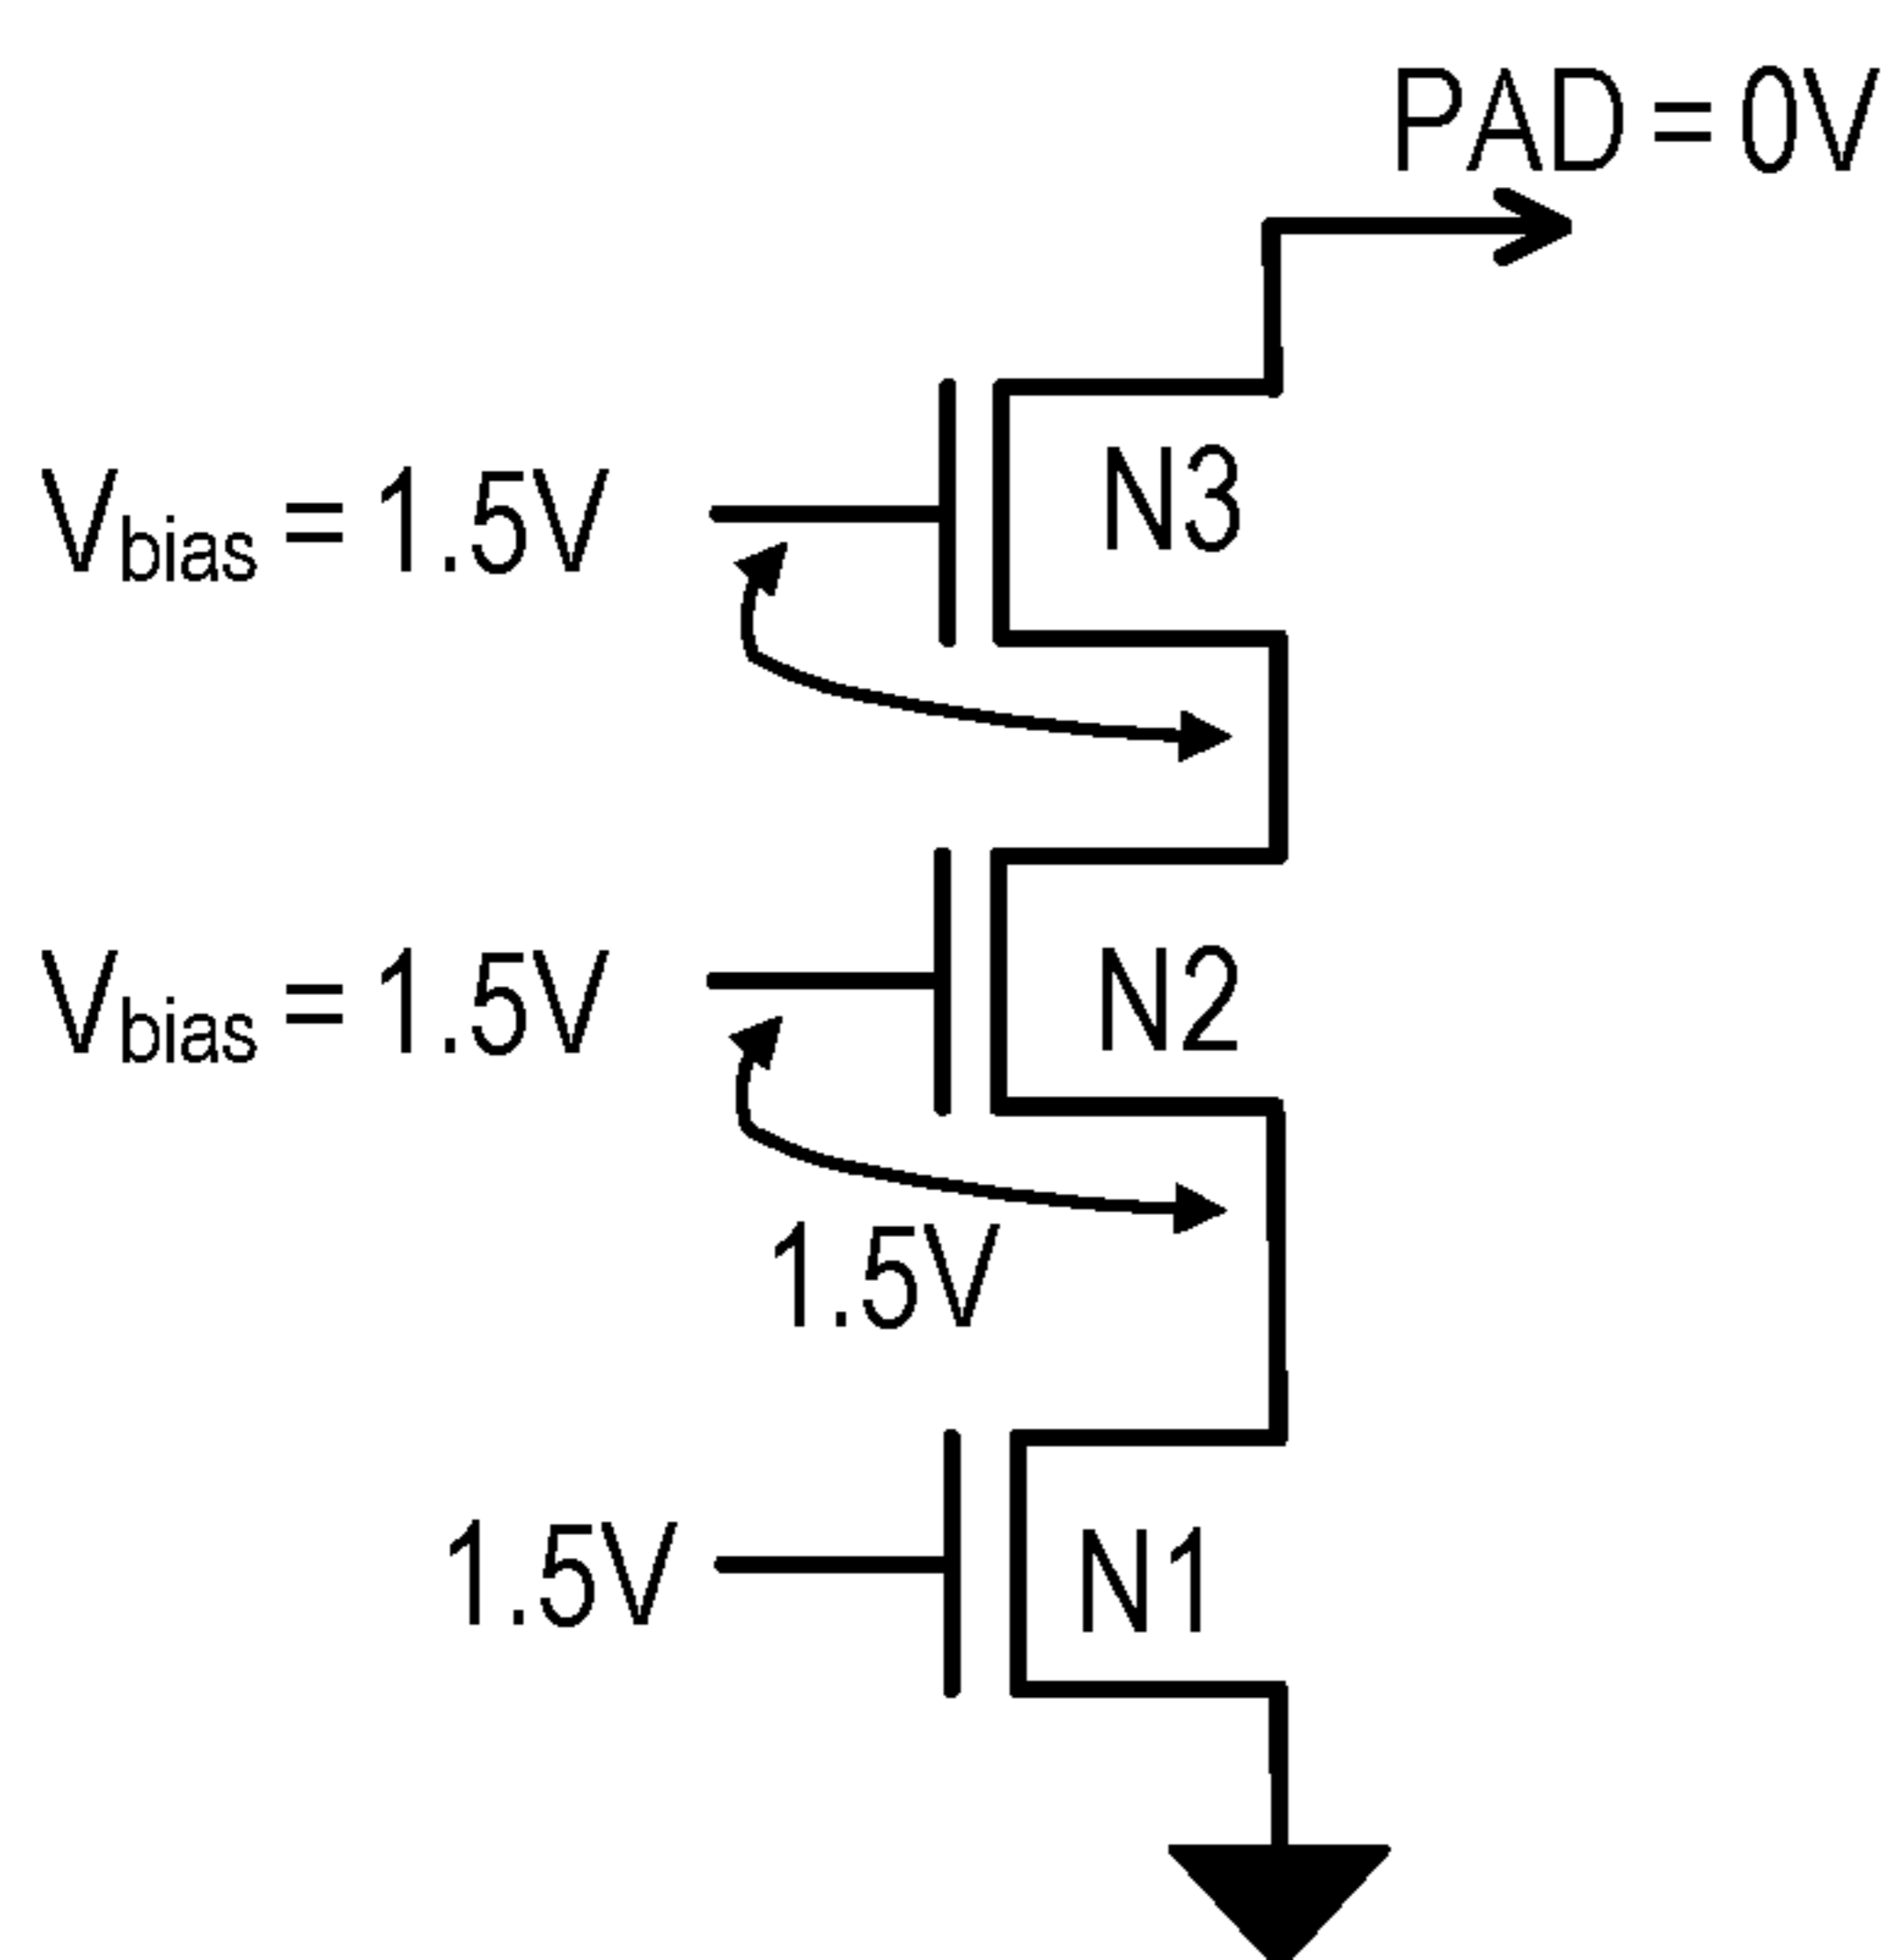 PAD = 0V
Vbias = 1.5V
N3
Vbias = 1.5V
N2
1.5V
1.5V
N1